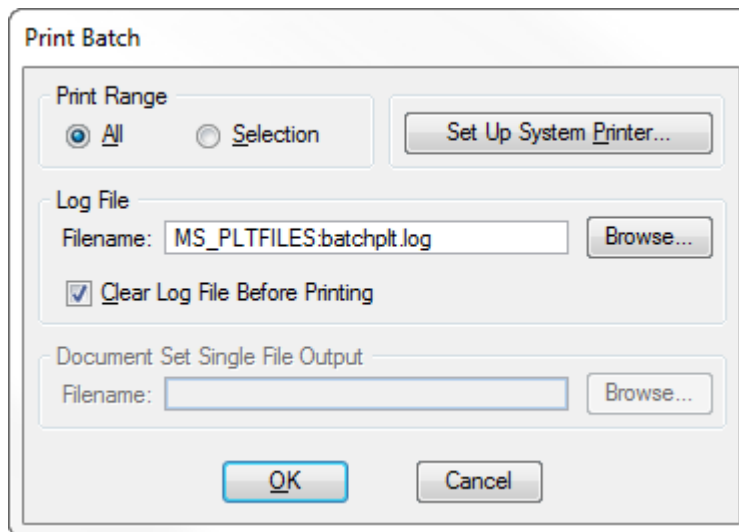 Print Batch
Print Range
All Selection
Set Up System Printer...
Log File
Filename: MS_PLTFILES:batchplt.log Browse...
Clear Log File Before Printing
Document Set Single File Output
Filename: Browse...
OK Cancel